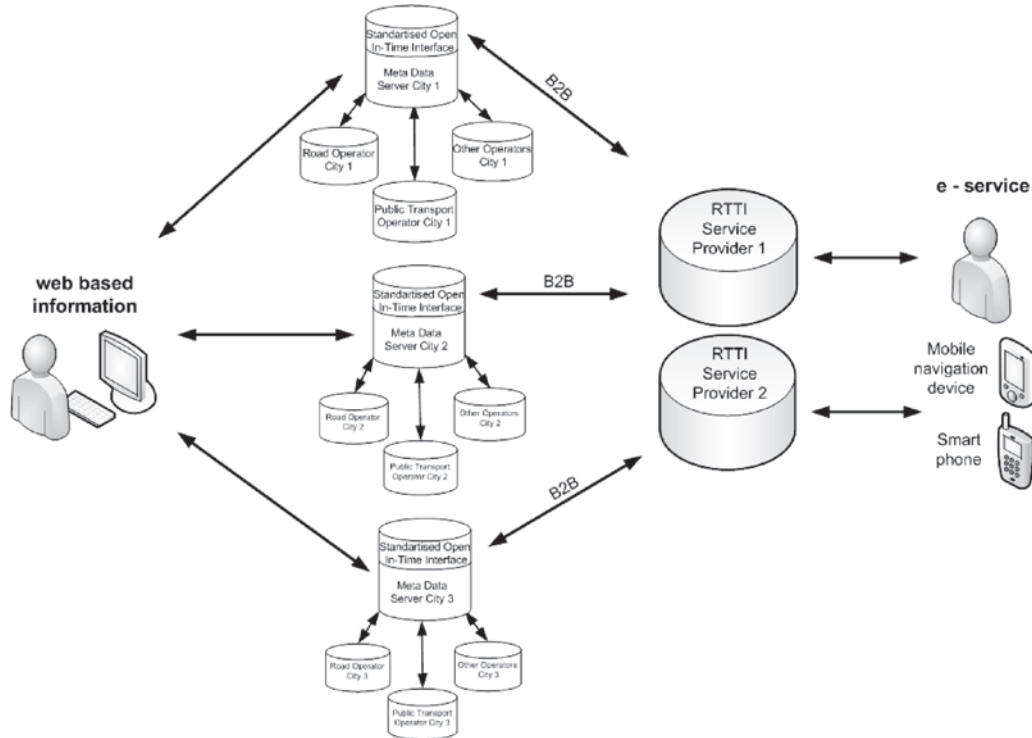 Standartised Open
In-Time Interface
Meta Data
Server City 1
Road Operator
City 1
Other Operators
City 1
Public Transport
Operator City 1
B2B
web based
information
Standartised Open
In-Time Interface
Meta Data
Server City 2
Road Operator
City 2
Other Operators
City 2
Public Transport
Operator City 2
B2B
Standartised Open
In-Time Interface
Meta Data
Server City 3
Road Operator
City 3
Other Operators
City 3
Public Transport
Operator City 3
B2B
RTTI
Service
Provider 1
RTTI
Service
Provider 2
e - service
Mobile
navigation
device
Smart
phone